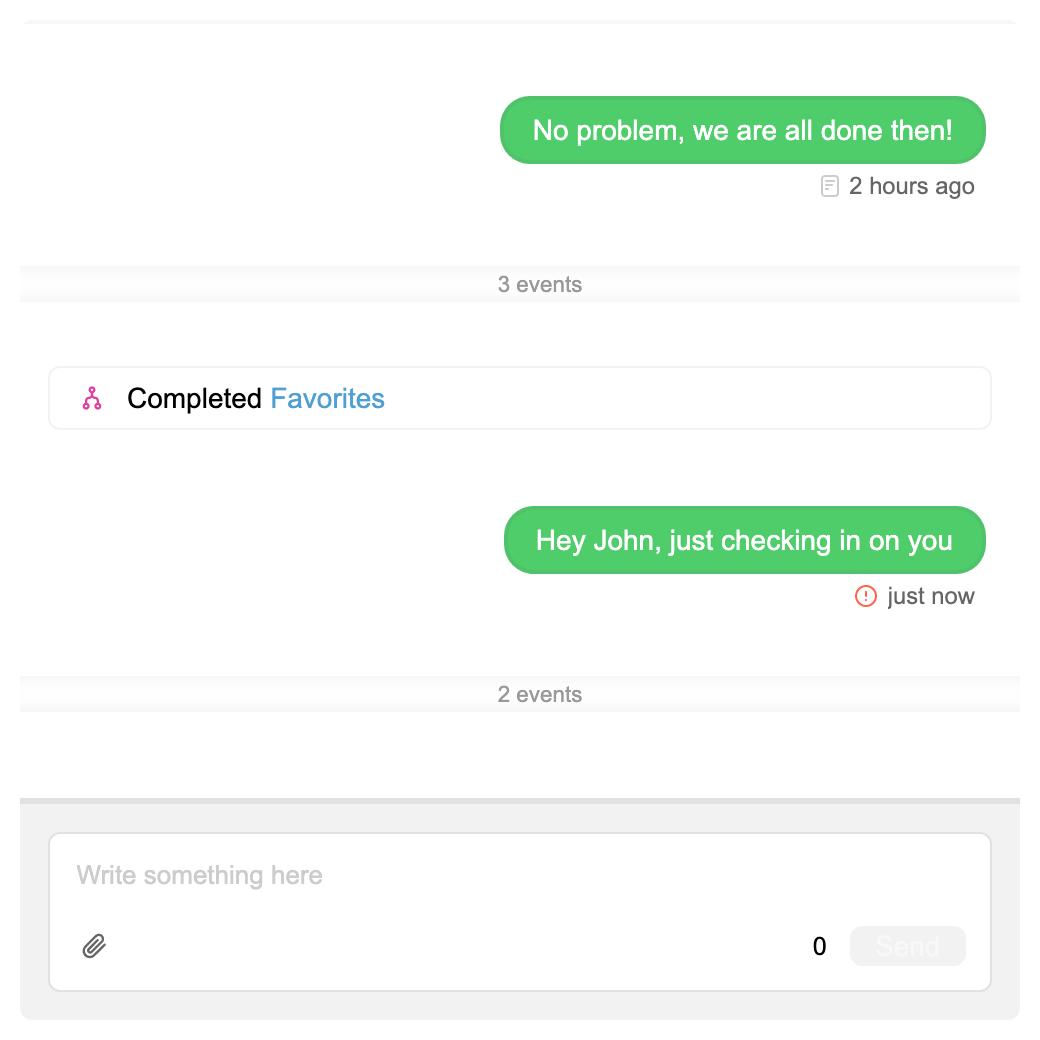 No problem, we are all done then!
2 hours ago
3 events
Completed Favorites
Hey John, just checking in on you
just now
2 events
Write something here
0 Send